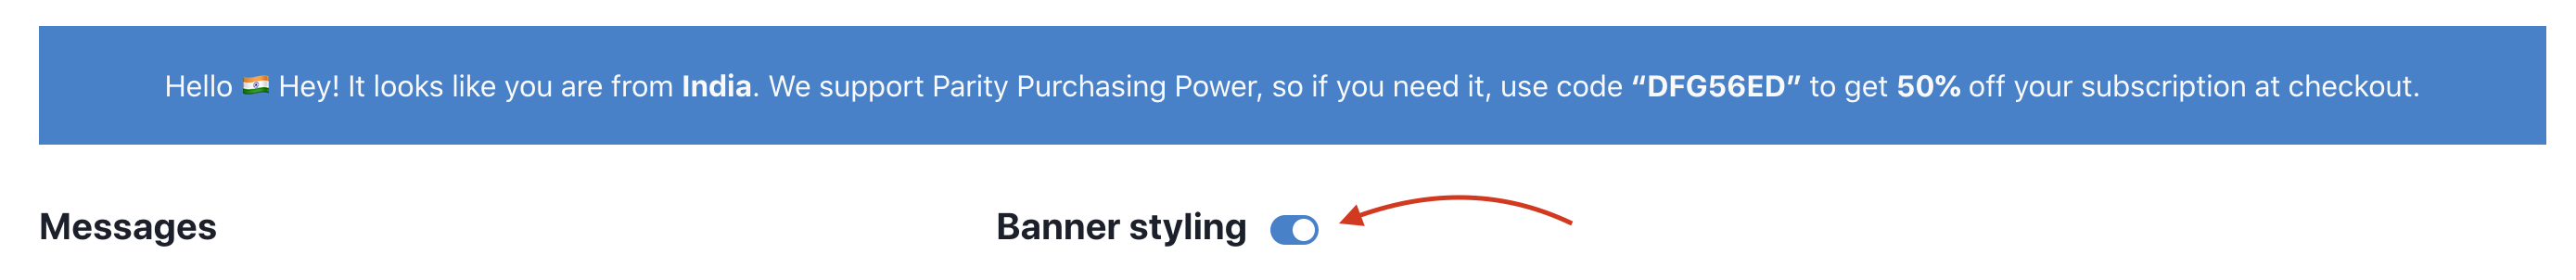 Hello 🇮🇳 Hey! It looks like you are from India. We support Parity Purchasing Power, so if you need it, use code “DFG56ED” to get 50% off your subscription at checkout.
Messages
Banner styling